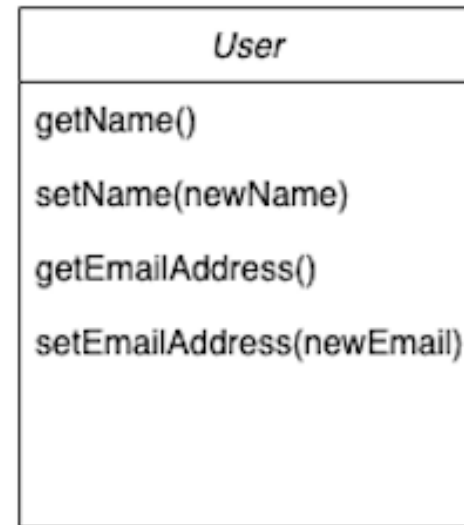 User
getName()
setName(newName)
getEmailAddress()
setEmailAddress(newEmail)